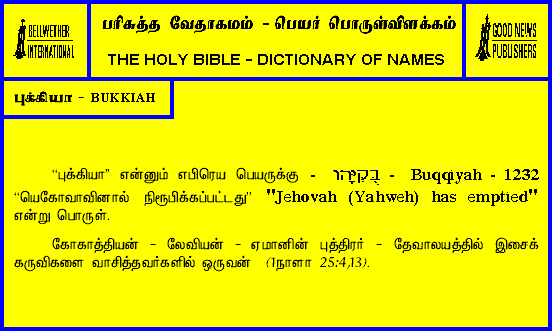 BELLWETHER
INTERNATIONAL
பரிசுத்த வேதாகமம் - பெயர் பொருள்விளக்கம்
THE HOLY BIBLE - DICTIONARY OF NAMES
GOOD NEWS
PUBLISHERS
புக்கியா - BUKKIAH
“புக்கியா” என்னும் எபிரெய பெயருக்கு - בֻּקִּיָּהוּ - Buqqiyah - 1232
“யெகோவாவினால் நிரூபிக்கப்பட்டது” "Jehovah (Yahweh) has emptied"
என்று பொருள்.
கோகாத்தியன் - லேவியன் - ஏமானின் புத்திரர் - தேவாலயத்தில் இசைக்
கருவிகளை வாசித்தவர்களில் ஒருவன் (1நாளா 25:4,13).